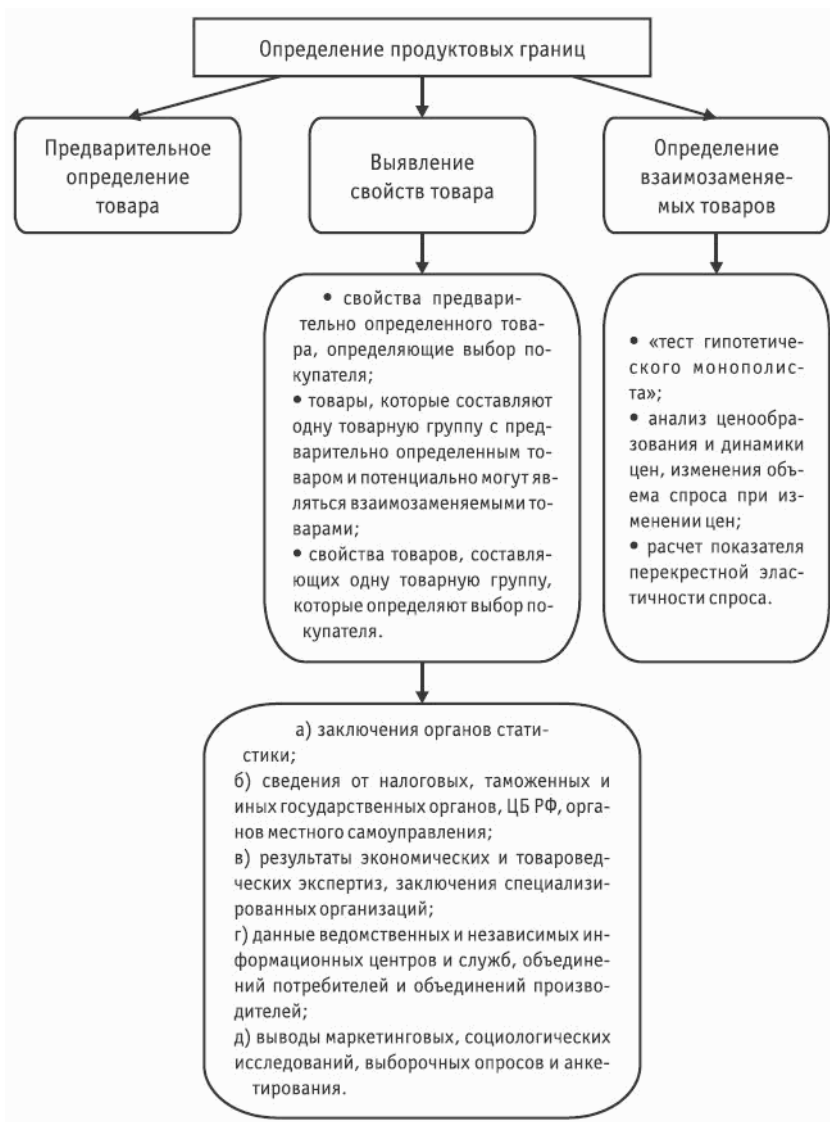 Определение продуктовых границ
Предварительное
определение
товара
Выявление
свойств товара
Определение
взаимозаменяе-
мых товаров
• свойства предвари-
тельно определенного това-
ра, определяющие выбор по-
купателя;
• товары, которые составляют
одну товарную группу с пред-
варительно определенным то-
варом и потенциально могут яв-
ляться взаимозаменяемыми то-
варами;
• свойства товаров, составля-
ющих одну товарную группу,
которые определяют выбор по-
купателя.
• «тест гипотетиче-
ского монополис-
та»;
• анализ ценообра-
зования и динамики
цен, изменения объ-
ема спроса при из-
менении цен;
• расчет показателя
перекрестной элас-
тичности спроса.
а) заключения органов стати-
стики;
б) сведения от налоговых, таможенных и
иных государственных органов, ЦБ РФ, орга-
нов местного самоуправления;
в) результаты экономических и товаровед-
ческих экспертиз, заключения специализи-
рованных организаций;
г) данные ведомственных и независимых ин-
формационных центров и служб, объедине-
ний потребителей и объединений произво-
дителей;
д) выводы маркетинговых, социологических
исследований, выборочных опросов и анке-
тирования.